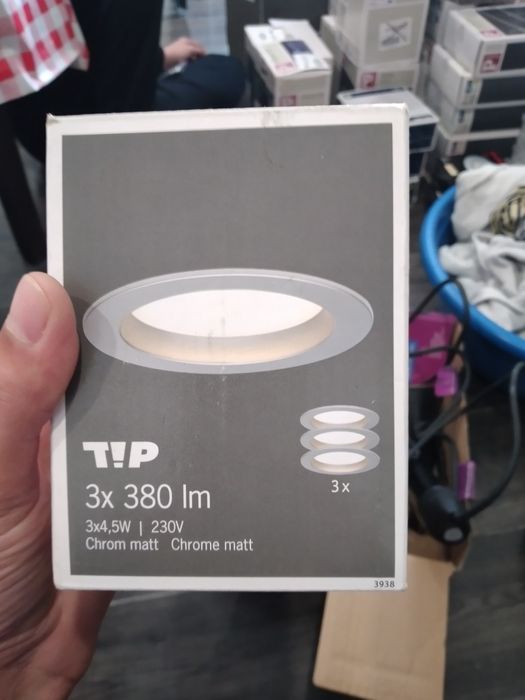 T!P
3x 380 lm
3x4,5W | 230V
Chrom matt Chrome matt
3 x
3938